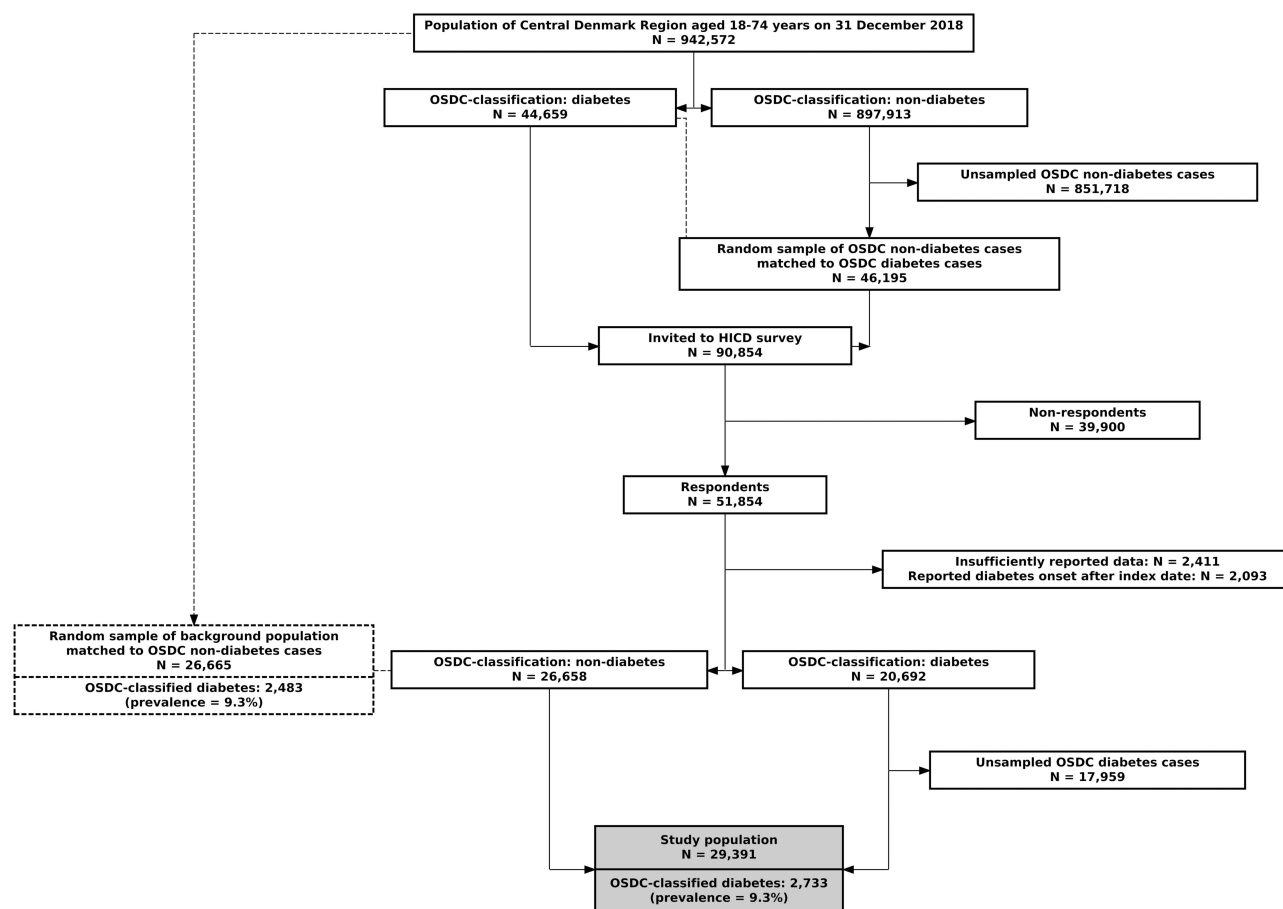 Population of Central Denmark Region aged 18-74 years on 31 December 2018
N = 942,572
OSDC-classification: diabetes
N = 44,659
OSDC-classification: non-diabetes
N = 897,913
Unsampled OSDC non-diabetes cases
N = 851,718
Random sample of OSDC non-diabetes cases
matched to OSDC diabetes cases
N = 46,195
Invited to HICD survey
N = 90,854
Non-respondents
N = 39,900
Respondents
N = 51,854
Insufficiently reported data: N = 2,411
Reported diabetes onset after index date: N = 2,093
Random sample of background population
matched to OSDC non-diabetes cases
N = 26,665
OSDC-classified diabetes: 2,483
(prevalence = 9.3%)
OSDC-classification: non-diabetes
N = 26,658
OSDC-classification: diabetes
N = 20,692
Unsampled OSDC diabetes cases
N = 17,959
Study population
N = 29,391
OSDC-classified diabetes: 2,733
(prevalence = 9.3%)